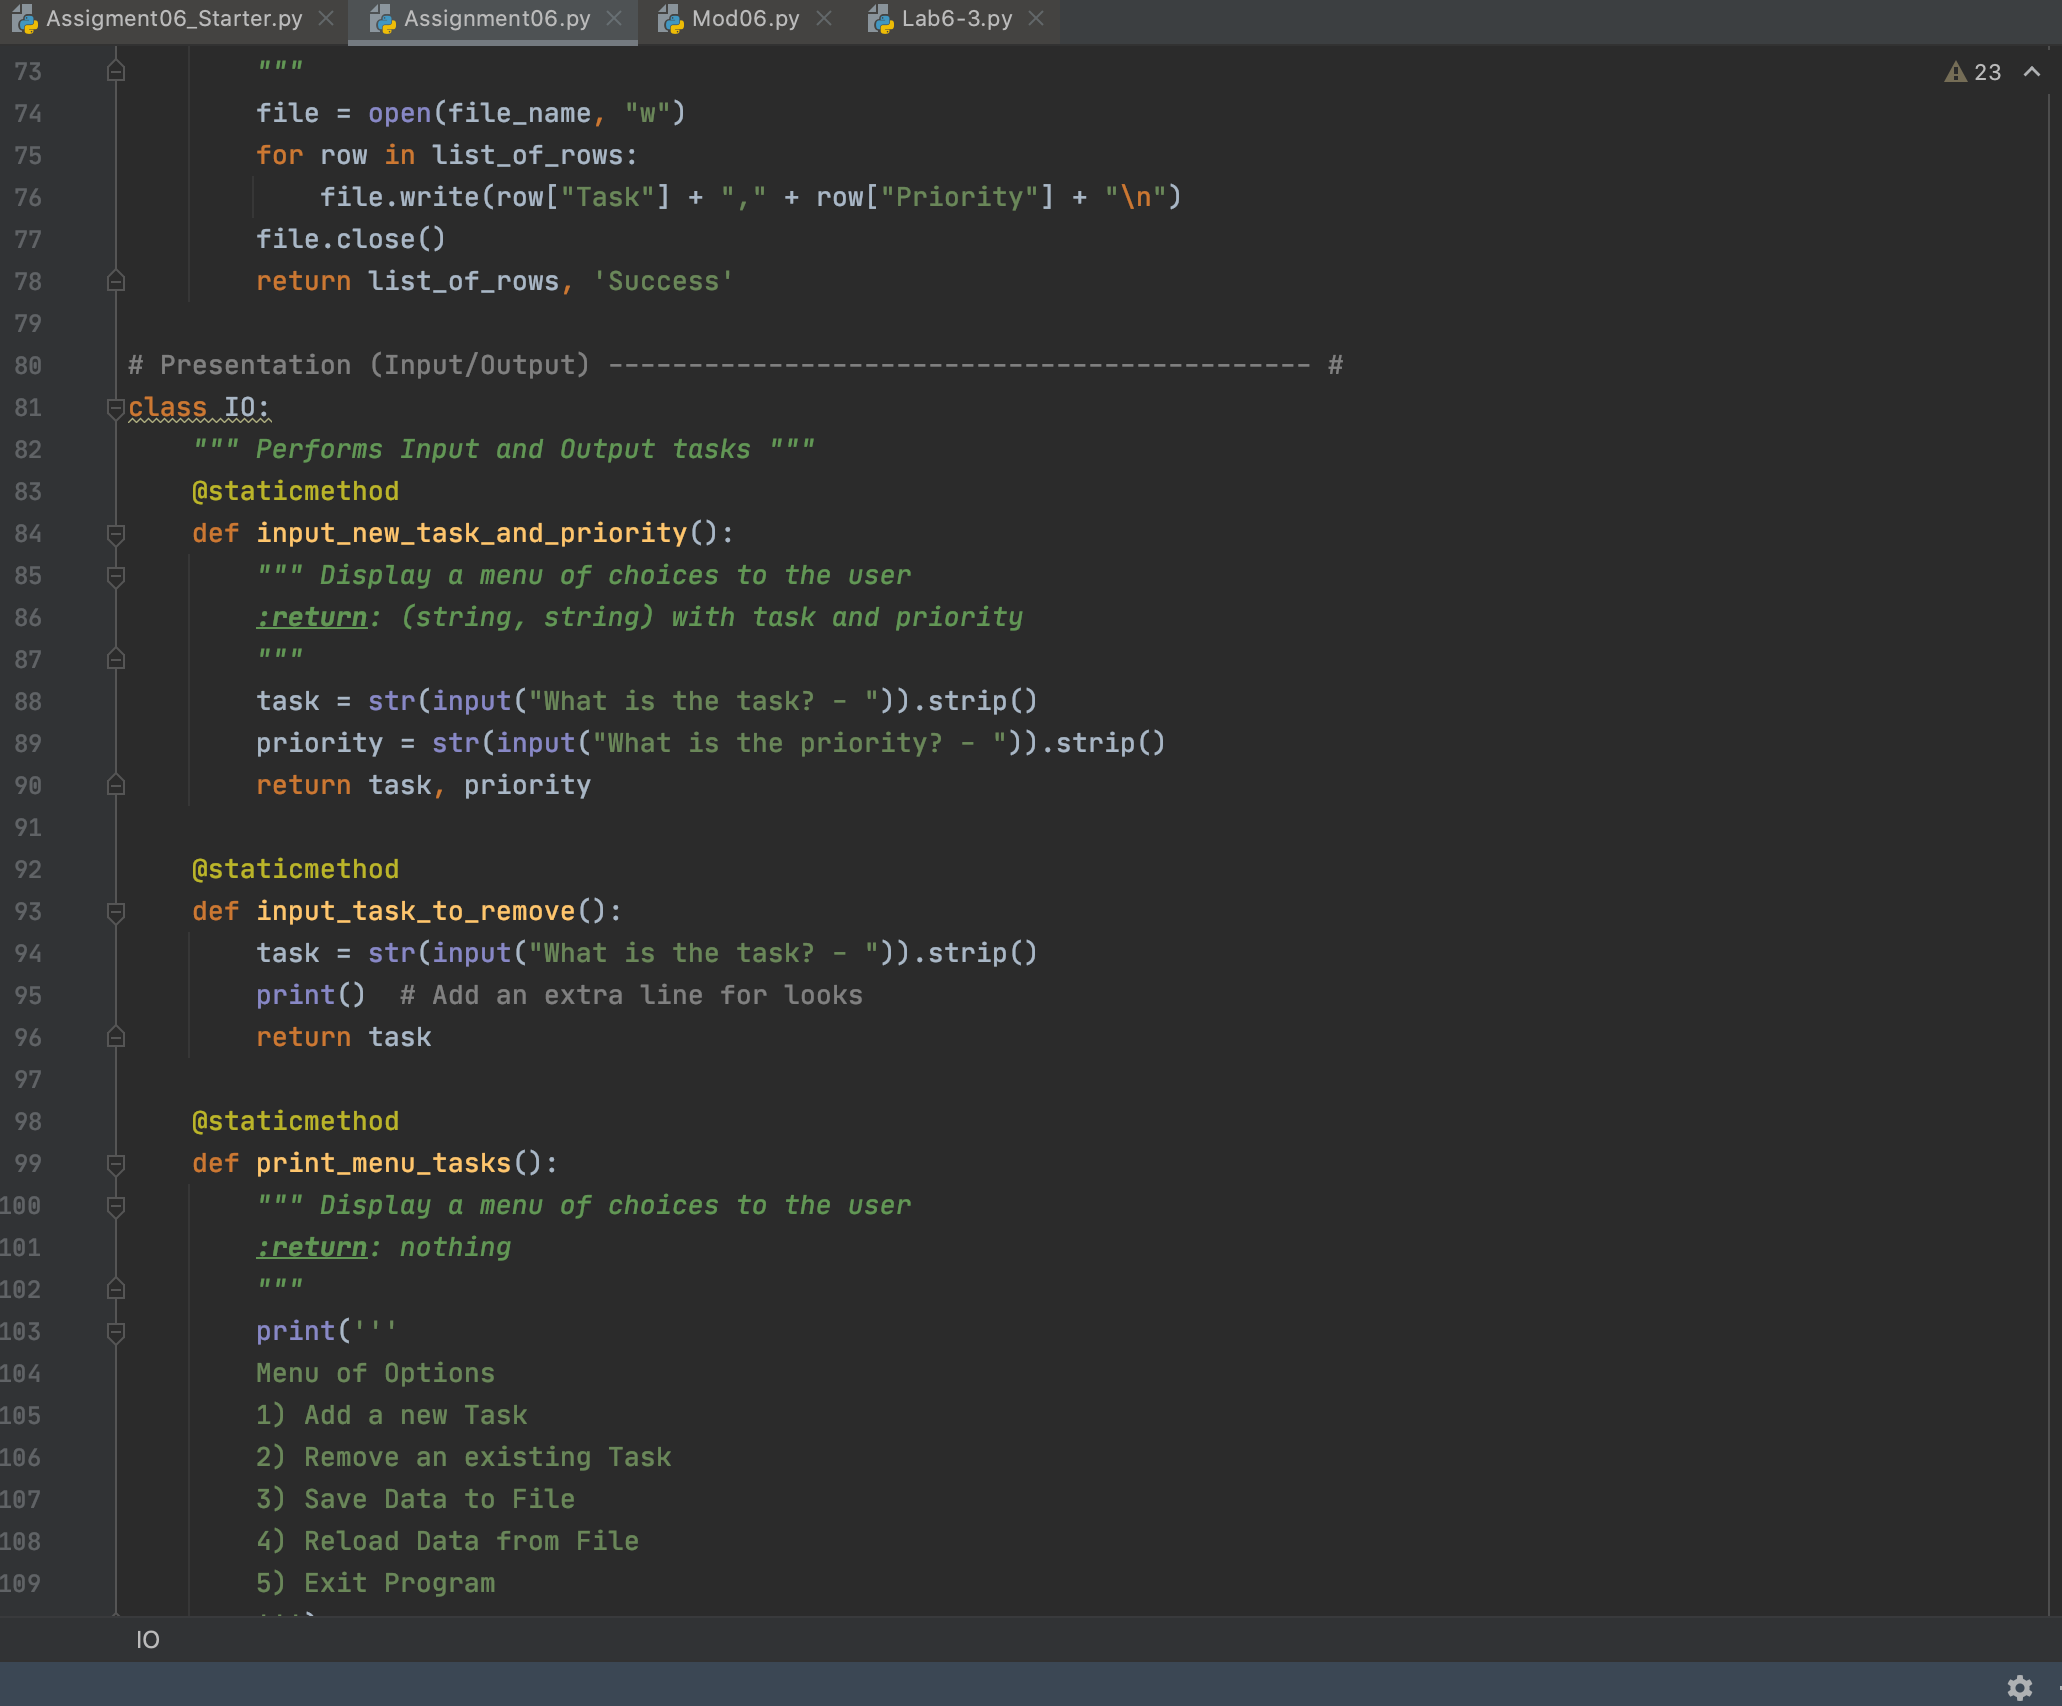 Assigment06_Starter.py Assignment06.py Mod06.py Lab6-3.py
73 """ 23
74 file = open(file_name, "w")
75 for row in list_of_rows:
76 file.write(row["Task"] + "," + row["Priority"] + "\n")
77 file.close()
78 return list_of_rows, 'Success'
79
80 # Presentation (Input/Output) -------------------------------------------- #
81 class IO:
82 """ Performs Input and Output tasks """
83 @staticmethod
84 def input_new_task_and_priority():
85 """ Display a menu of choices to the user
86 :return: (string, string) with task and priority
87 """
88 task = str(input("What is the task? - ")).strip()
89 priority = str(input("What is the priority? - ")).strip()
90 return task, priority
91
92 @staticmethod
93 def input_task_to_remove():
94 task = str(input("What is the task? - ")).strip()
95 print()  # Add an extra line for looks
96 return task
97
98 @staticmethod
99 def print_menu_tasks():
100 """ Display a menu of choices to the user
101 :return: nothing
102 """
103 print('''
104 Menu of Options
105 1) Add a new Task
106 2) Remove an existing Task
107 3) Save Data to File
108 4) Reload Data from File
109 5) Exit Program
IO